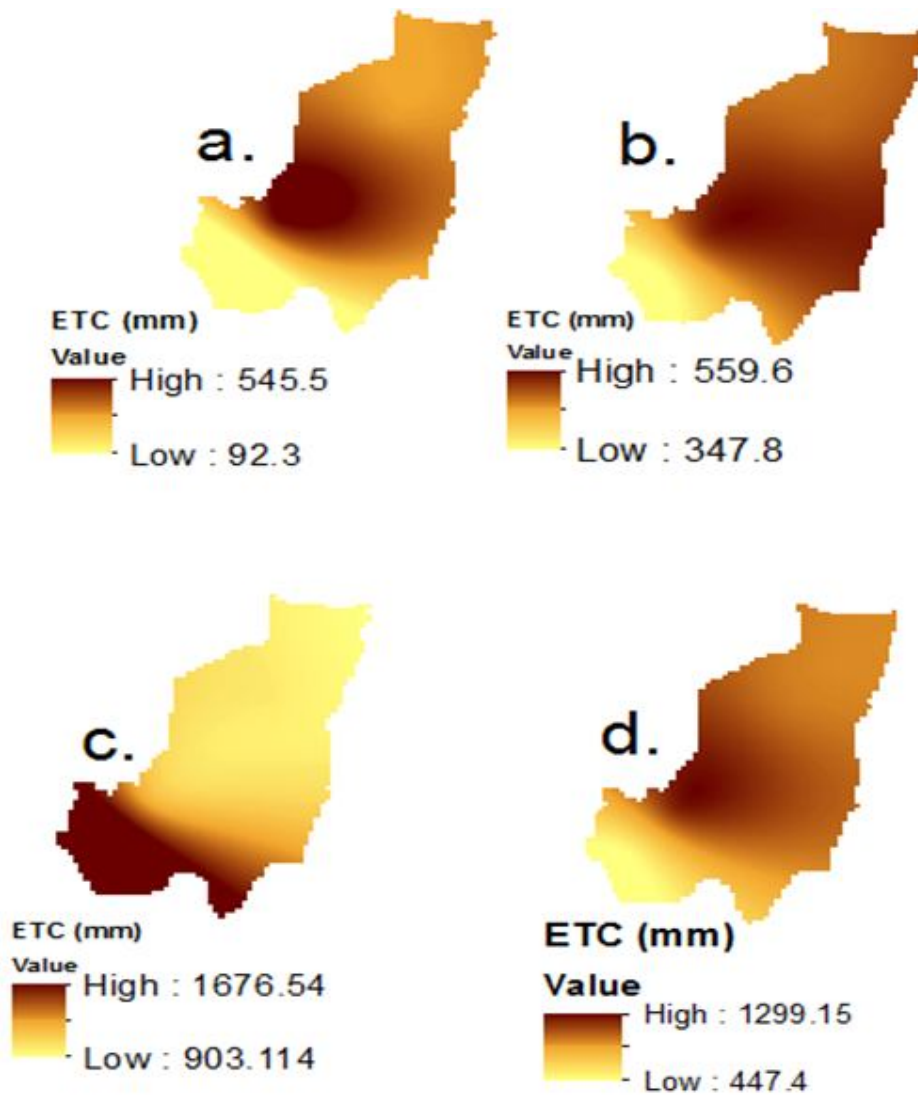 a.
ETC (mm)
Value
High : 545.5
Low : 92.3
b.
ETC (mm)
Value
High : 559.6
Low : 347.8
c.
ETC (mm)
Value
High : 1676.54
Low : 903.114
d.
ETC (mm)
Value
High : 1299.15
Low : 447.4